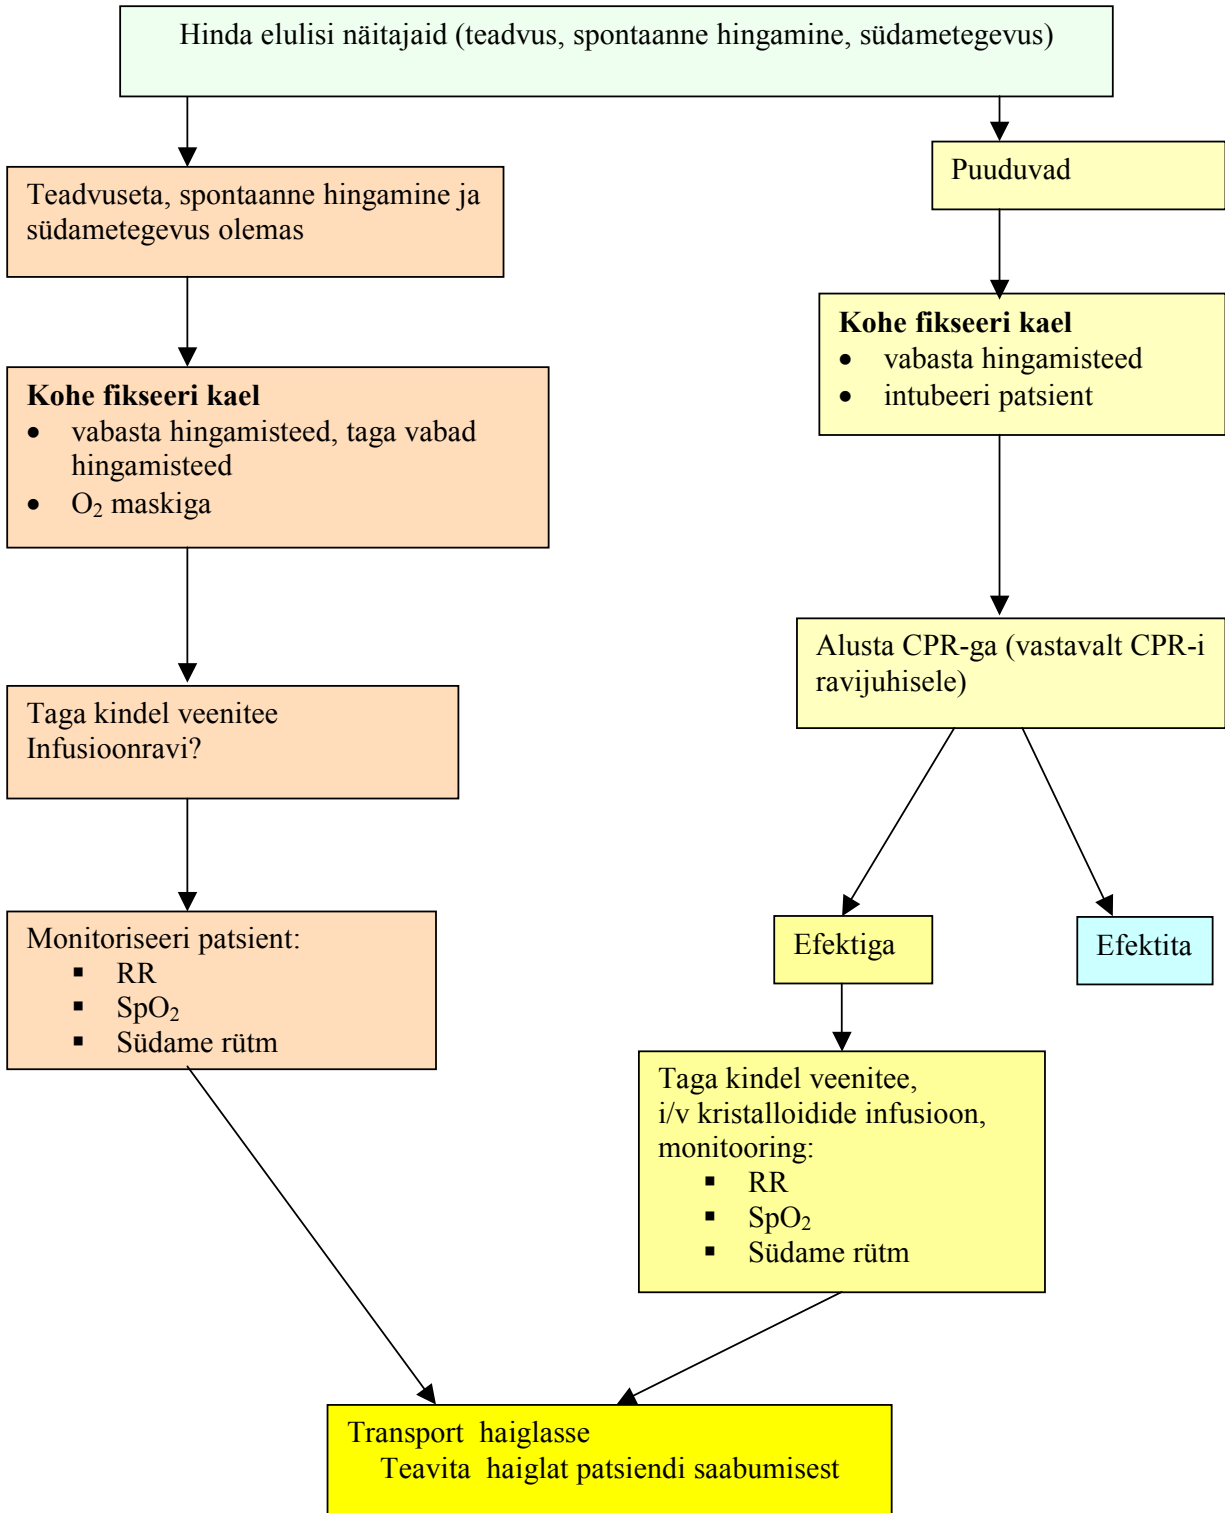 Hinda elulisi näitajaid (teadvus, spontaanne hingamine, südametegevus)
Teadvuseta, spontaanne hingamine ja
südametegevus olemas
Kohe fikseeri kael
• vabasta hingamisteed, taga vabad
hingamisteed
• O₂ maskiga
Taga kindel veenitee
Infusioonravi?
Monitoriseeri patsient:
▪ RR
▪ SpO₂
▪ Südame rütm
Puuduvad
Kohe fikseeri kael
• vabasta hingamisteed
• intubeeri patsient
Alusta CPR-ga (vastavalt CPR-i
ravijuhisele)
Efektiga
Efektita
Taga kindel veenitee,
i/v kristalloidide infusioon,
monitooring:
▪ RR
▪ SpO₂
▪ Südame rütm
Transport haiglasse
Teavita haiglat patsiendi saabumisest